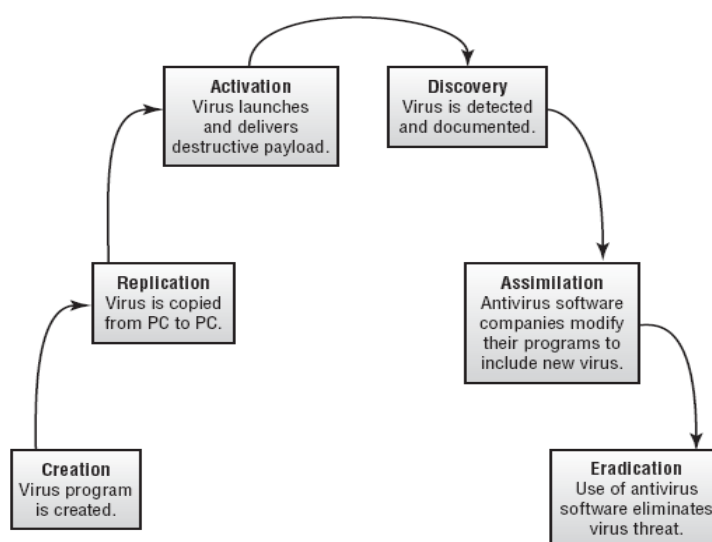 Activation
Virus launches
and delivers
destructive payload.
Discovery
Virus is detected
and documented.
Replication
Virus is copied
from PC to PC.
Assimilation
Antivirus software
companies modify
their programs to
include new virus.
Creation
Virus program
is created.
Eradication
Use of antivirus
software eliminates
virus threat.